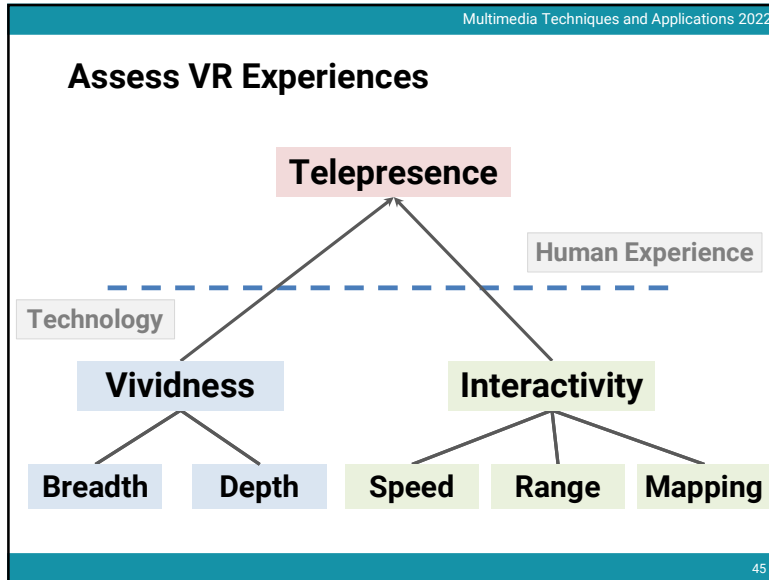 Multimedia Techniques and Applications 2022
Assess VR Experiences
Telepresence
Human Experience
Technology
Vividness
Interactivity
Breadth
Depth
Speed
Range
Mapping
45